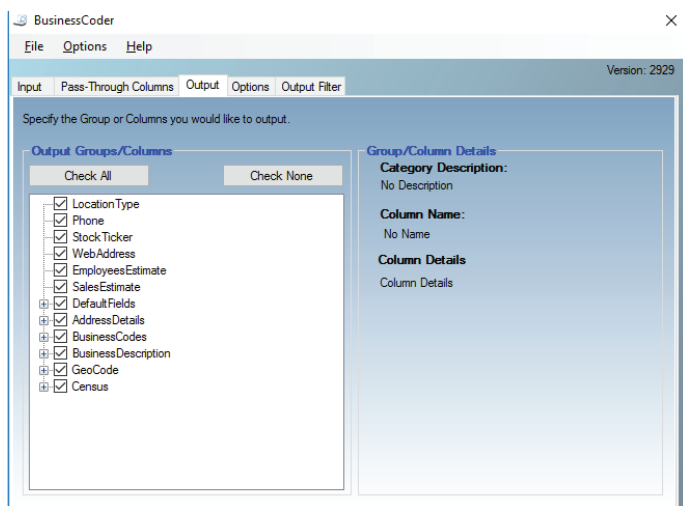 BusinessCoder
File Options Help
Version: 2929
Input Pass-Through Columns Output Options Output Filter
Specify the Group or Columns you would like to output.
Output Groups/Columns
Check All Check None
LocationType
Phone
StockTicker
WebAddress
EmployeesEstimate
SalesEstimate
DefaultFields
AddressDetails
BusinessCodes
BusinessDescription
GeoCode
Census
Group/Column Details
Category Description:
No Description
Column Name:
No Name
Column Details
Column Details